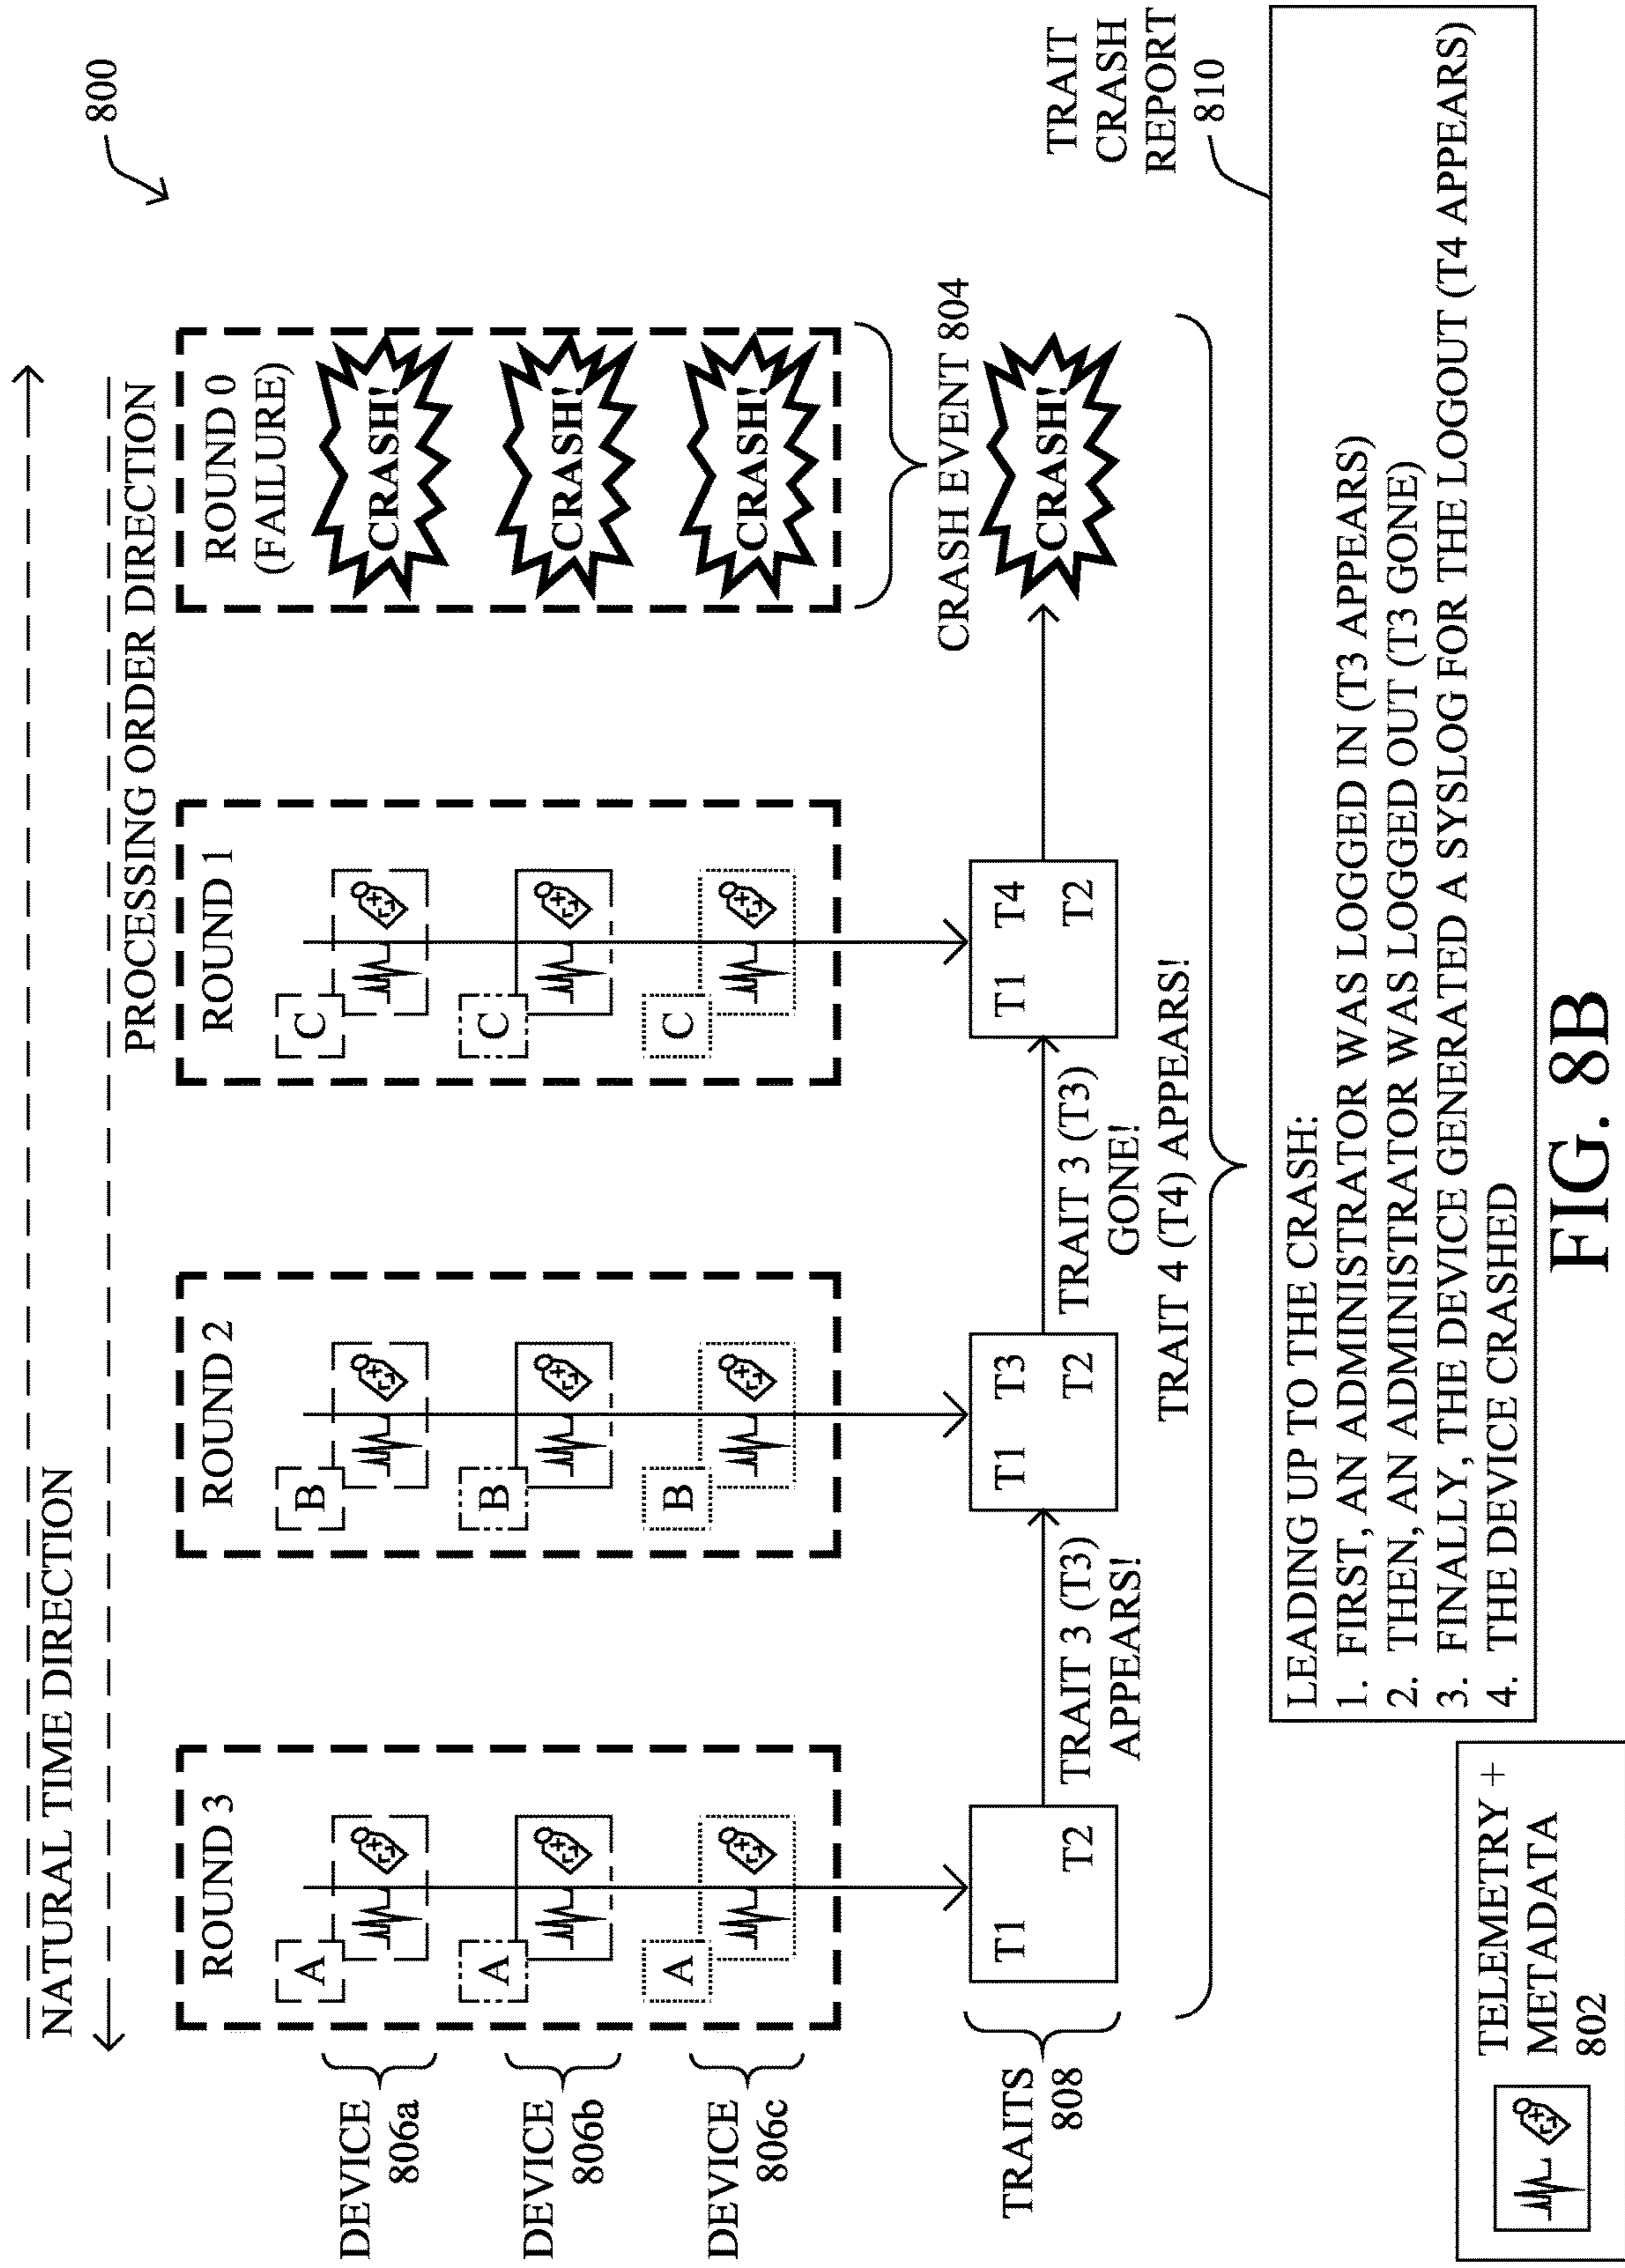 800
NATURAL TIME DIRECTION
PROCESSING ORDER DIRECTION
ROUND 3
ROUND 2
ROUND 1
ROUND 0
(FAILURE)
DEVICE
806a
A
B
C
CRASH!
DEVICE
806b
A
B
C
CRASH!
DEVICE
806c
A
B
C
CRASH!
CRASH EVENT 804
TRAITS
808
T1
T2
T1 T3
T2
T1 T4
T2
CRASH!
TRAIT 3 (T3)
APPEARS!
TRAIT 3 (T3)
GONE!
TRAIT 4 (T4) APPEARS!
TRAIT
CRASH
REPORT
810
LEADING UP TO THE CRASH:
1. FIRST, AN ADMINISTRATOR WAS LOGGED IN (T3 APPEARS)
2. THEN, AN ADMINISTRATOR WAS LOGGED OUT (T3 GONE)
3. FINALLY, THE DEVICE GENERATED A SYSLOG FOR THE LOGOUT (T4 APPEARS)
4. THE DEVICE CRASHED
TELEMETRY +
METADATA
802
FIG. 8B